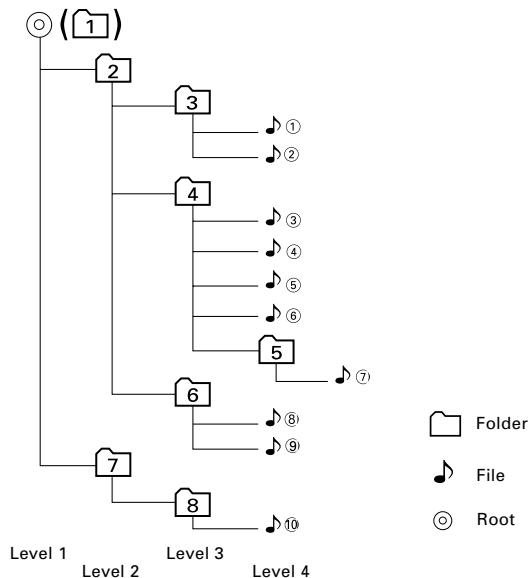 (1)
2
3
①
②
4
③
④
⑤
⑥
5
⑦
6
⑧
⑨
7
8
⑩
Folder
File
Root
Level 1
Level 2
Level 3
Level 4